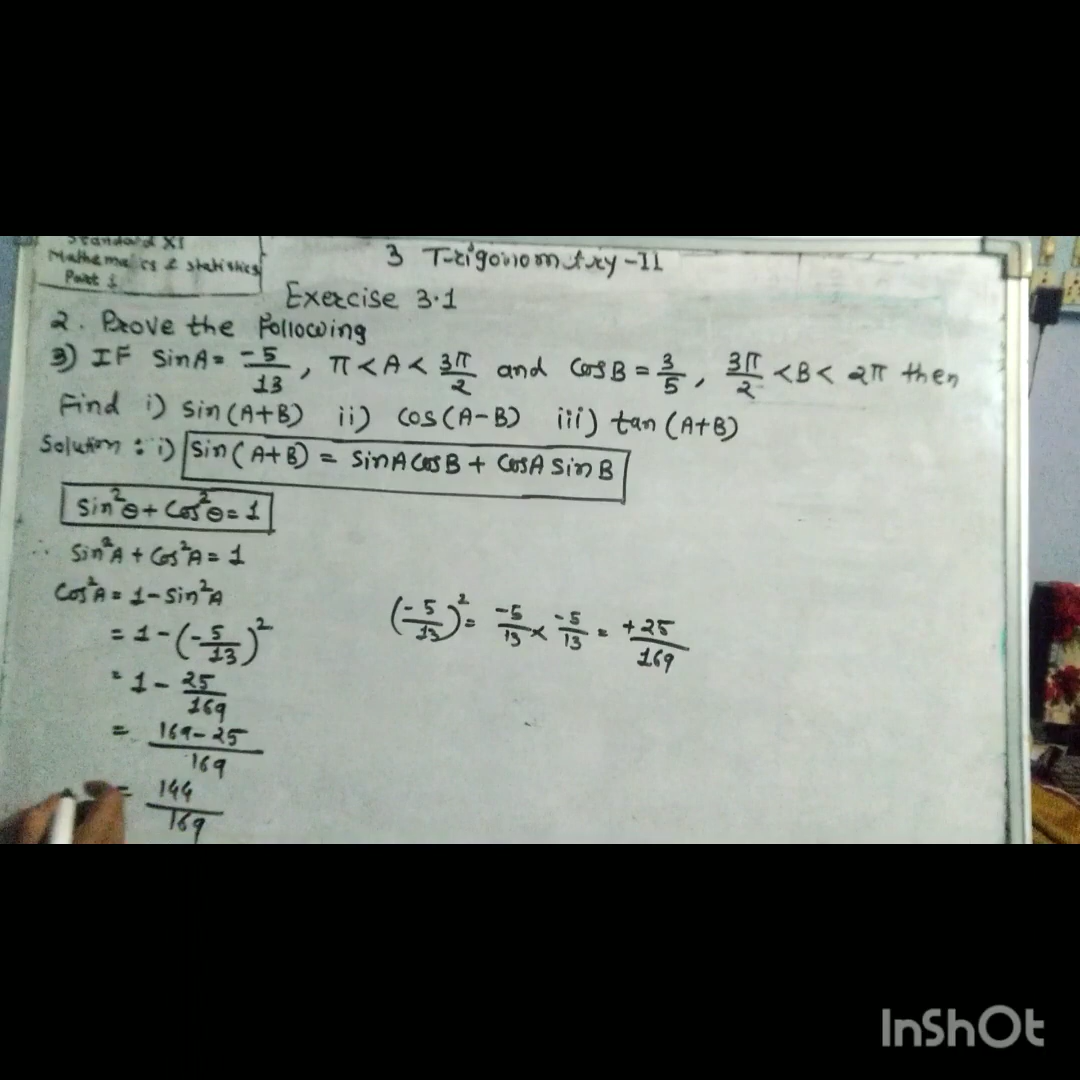 Standard XI
Mathematics & statistics
Part 1
3 Trigonometry-II
Exercise 3.1
2. Prove the Following
3) IF sinA = -5/13, π < A < 3π/2 and cosB = 3/5, 3π/2 < B < 2π then
Find i) sin(A+B) ii) cos(A-B) iii) tan(A+B)
Solution : i) sin(A+B) = sinA cosB + cosA sinB
sin²θ + cos²θ = 1
∴ sin²A + cos²A = 1
cos²A = 1 - sin²A
= 1 - (-5/13)²
(-5/13)² = -5/13 × -5/13 = +25/169
= 1 - 25/169
= 169-25/169
= 144/169
InShOt